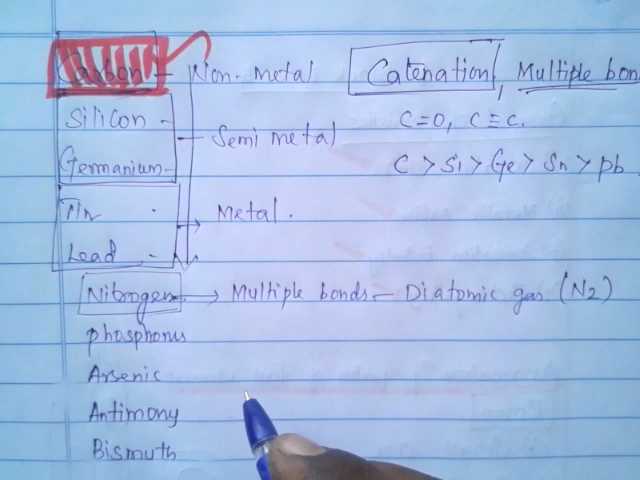 Carbon - Non-metal Catenation, Multiple bon
Silicon - C=O, C≡C.
Semi metal
Germanium- C > Si > Ge > Sn > pb
Tin - Metal.
Lead -
Nitrogen → Multiple bonds - Diatomic gas (N2)
phosphorus
Arsenic
Antimony
Bismuth